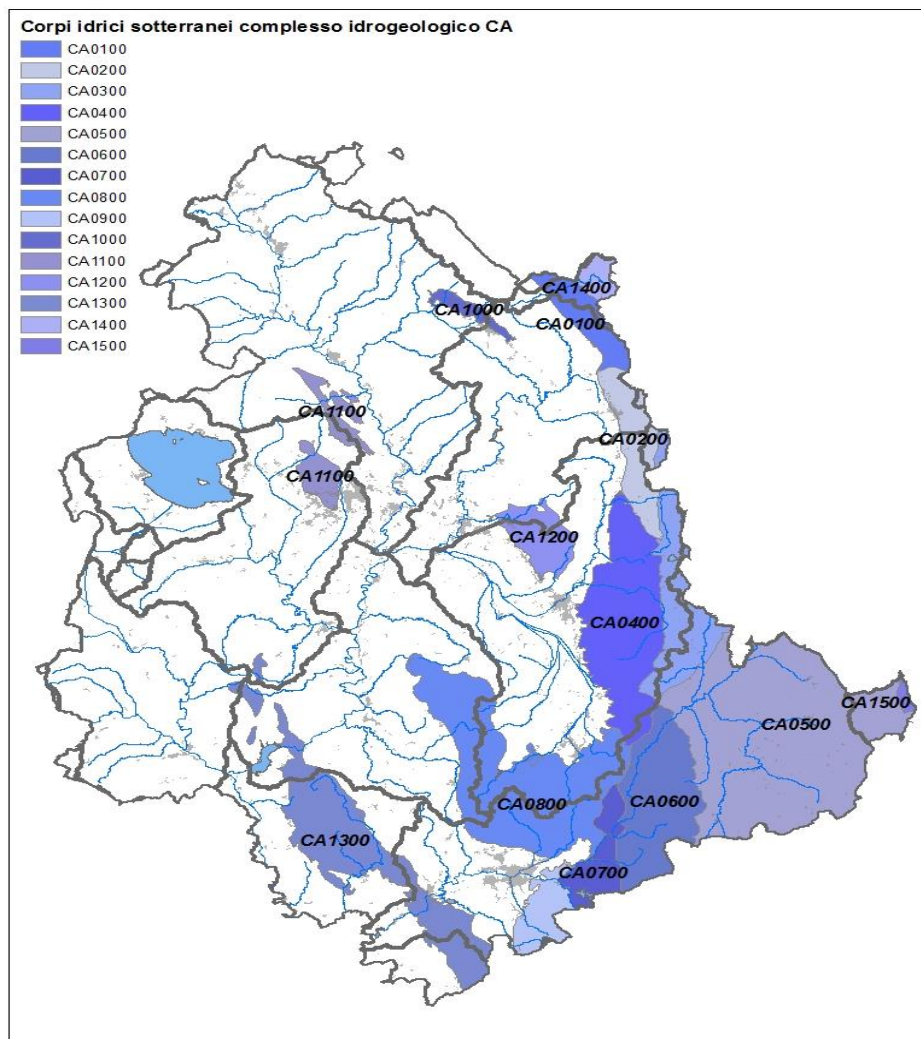 Corpi idrici sotterranei complesso idrogeologico CA
CA0100
CA0200
CA0300
CA0400
CA0500
CA0600
CA0700
CA0800
CA0900
CA1000
CA1100
CA1200
CA1300
CA1400
CA1500
CA1400
CA1000
CA0100
CA1100
CA0200
CA1100
CA1200
CA0400
CA1500
CA0500
CA0800
CA0600
CA1300
CA0700